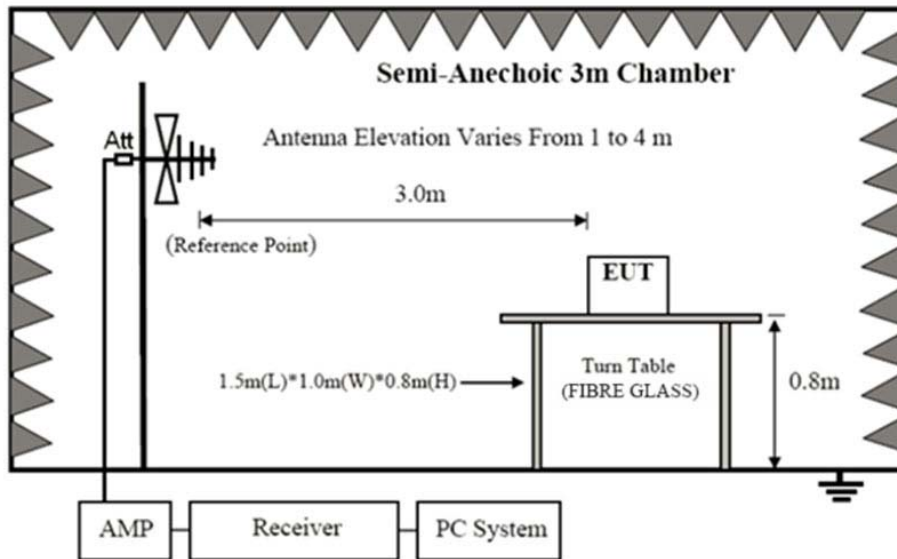 Semi-Anechoic 3m Chamber
Att
Antenna Elevation Varies From 1 to 4 m
3.0m
(Reference Point)
EUT
1.5m(L)*1.0m(W)*0.8m(H)
Turn Table
(FIBRE GLASS)
0.8m
AMP
Receiver
PC System